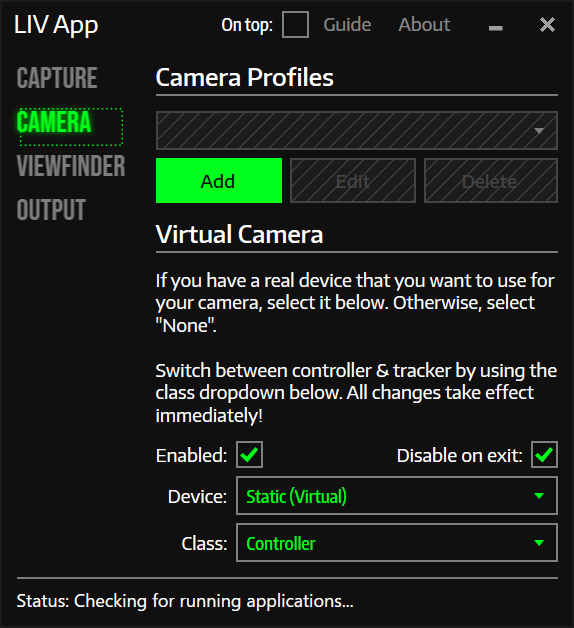 LIV App
On top: Guide About
CAPTURE
CAMERA
VIEWFINDER
OUTPUT
Camera Profiles
Add Edit Delete
Virtual Camera
If you have a real device that you want to use for
your camera, select it below. Otherwise, select
"None".
Switch between controller & tracker by using the
class dropdown below. All changes take effect
immediately!
Enabled: Disable on exit:
Device: Static (Virtual)
Class: Controller
Status: Checking for running applications...